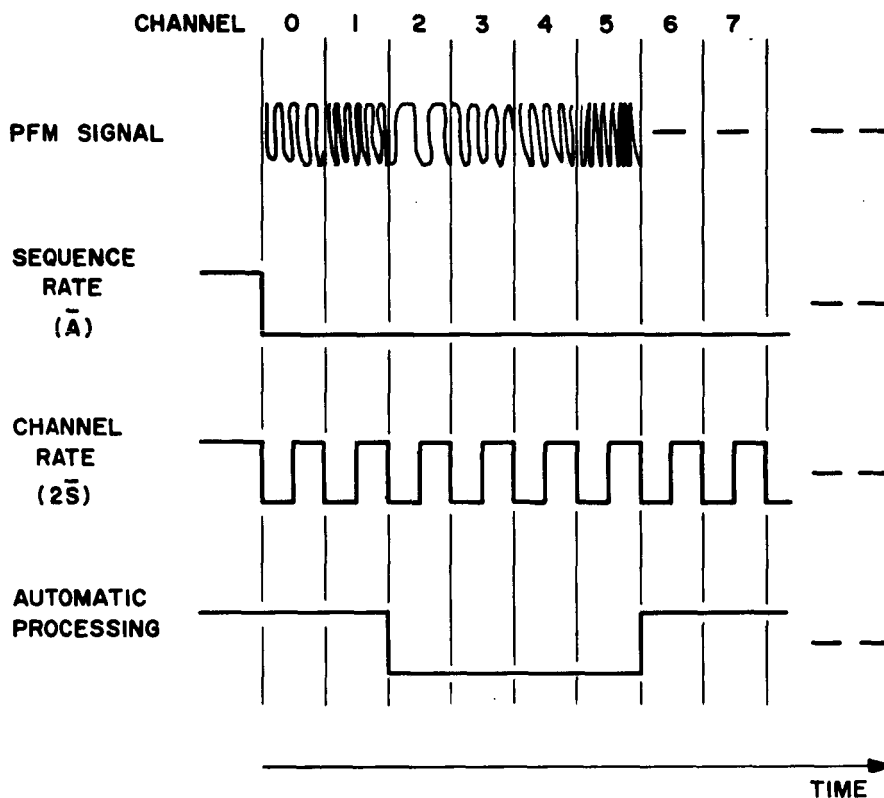 CHANNEL 0 1 2 3 4 5 6 7
PFM SIGNAL
SEQUENCE
RATE
(A̅)
CHANNEL
RATE
(2S̅)
AUTOMATIC
PROCESSING
TIME